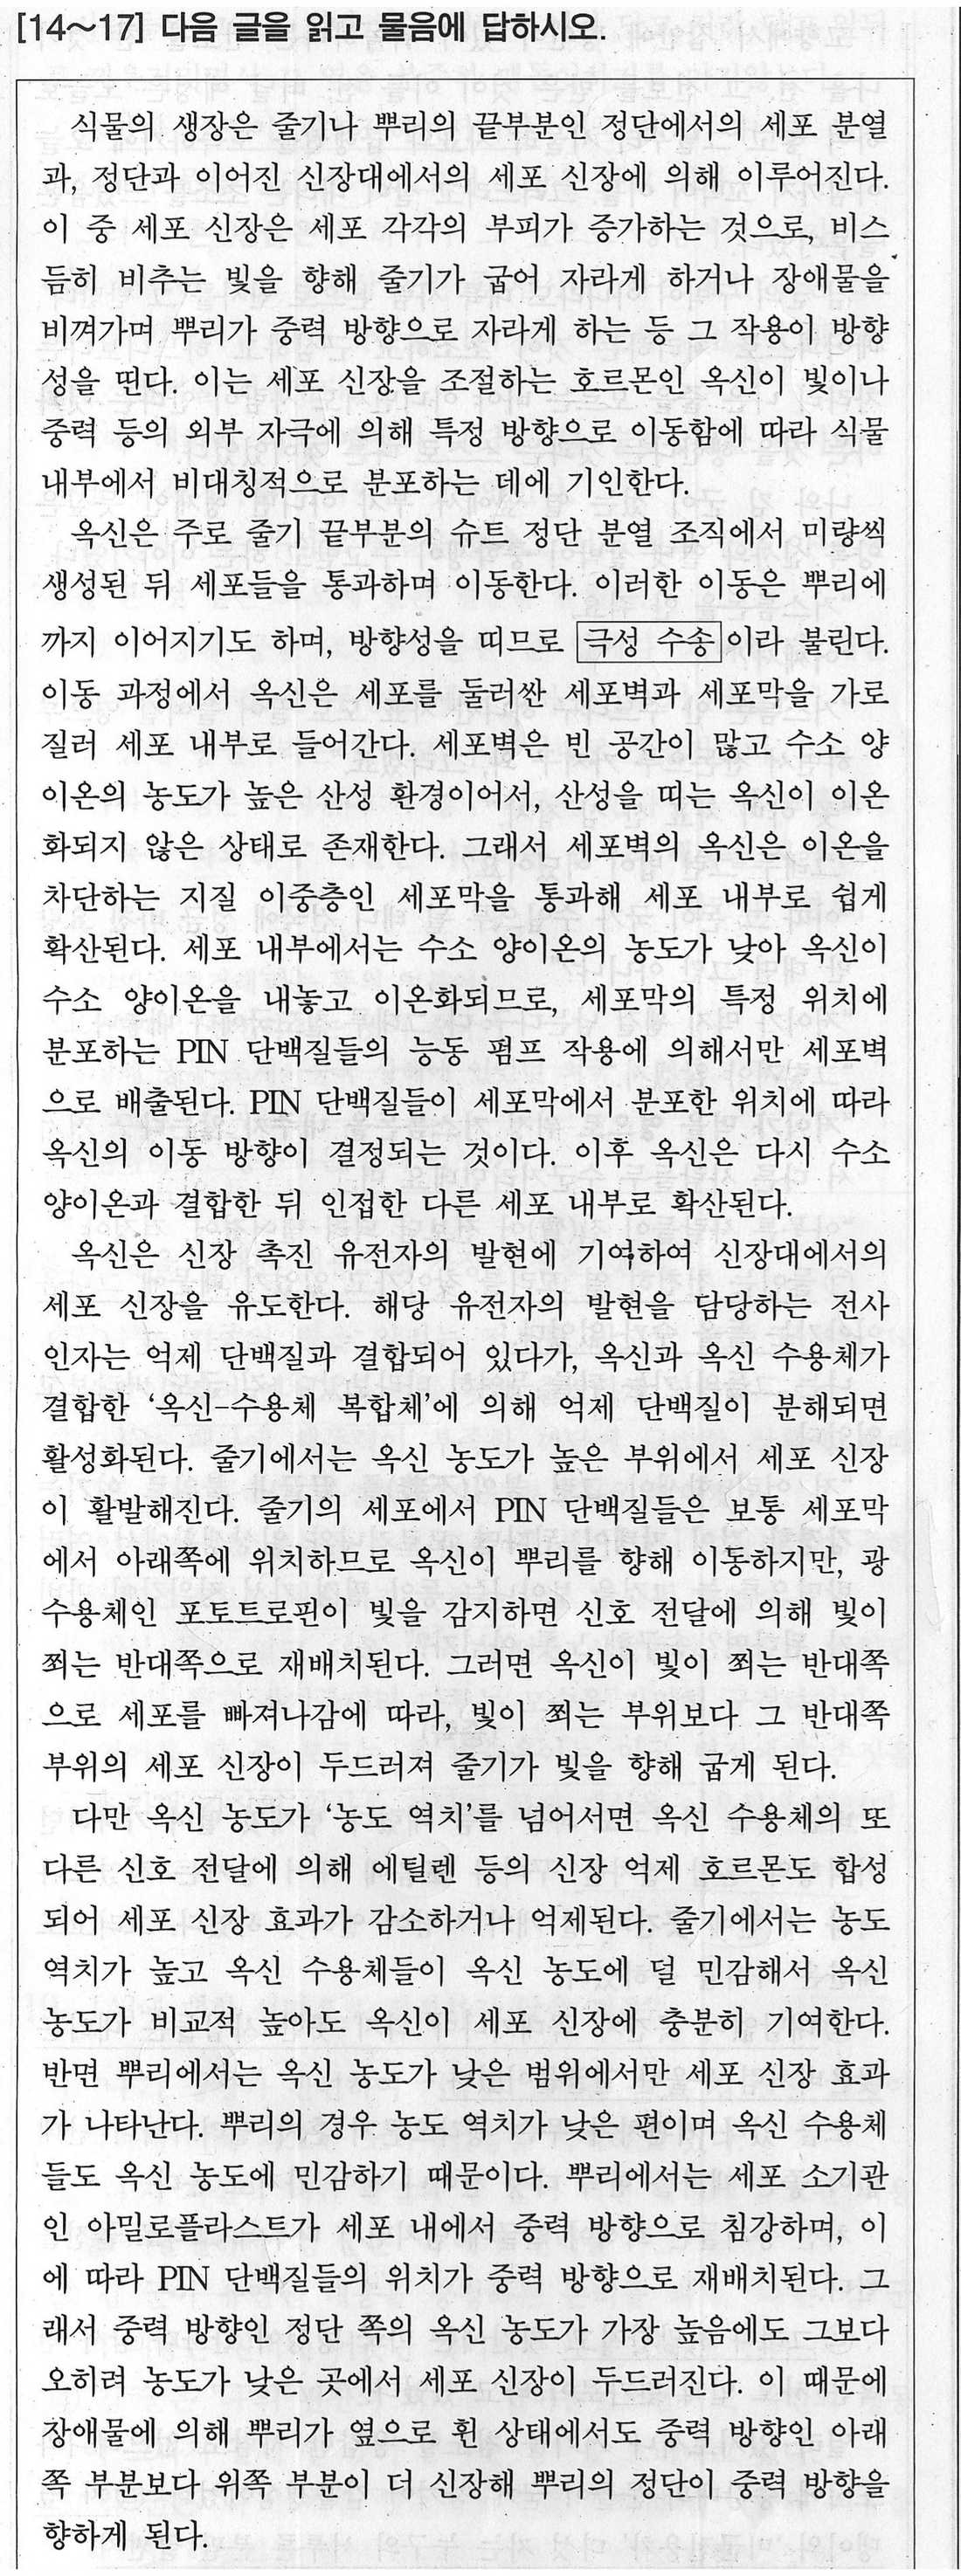 [14～17] 다음 글을 읽고 물음에 답하시오.
식물의 생장은 줄기나 뿌리의 끝부분인 정단에서의 세포 분열
과, 정단과 이어진 신장대에서의 세포 신장에 의해 이루어진다.
이 중 세포 신장은 세포 각각의 부피가 증가하는 것으로, 비스
듬히 비추는 빛을 향해 줄기가 굽어 자라게 하거나 장애물을
비껴가며 뿌리가 중력 방향으로 자라게 하는 등 그 작용이 방향
성을 띤다. 이는 세포 신장을 조절하는 호르몬인 옥신이 빛이나
중력 등의 외부 자극에 의해 특정 방향으로 이동함에 따라 식물
내부에서 비대칭적으로 분포하는 데에 기인한다.
옥신은 주로 줄기 끝부분의 슈트 정단 분열 조직에서 미량씩
생성된 뒤 세포들을 통과하며 이동한다. 이러한 이동은 뿌리에
까지 이어지기도 하며, 방향성을 띠므로 극성 수송이라 불린다.
이동 과정에서 옥신은 세포를 둘러싼 세포벽과 세포막을 가로
질러 세포 내부로 들어간다. 세포벽은 빈 공간이 많고 수소 양
이온의 농도가 높은 산성 환경이어서, 산성을 띠는 옥신이 이온
화되지 않은 상태로 존재한다. 그래서 세포벽의 옥신은 이온을
차단하는 지질 이중층인 세포막을 통과해 세포 내부로 쉽게
확산된다. 세포 내부에서는 수소 양이온의 농도가 낮아 옥신이
수소 양이온을 내놓고 이온화되므로, 세포막의 특정 위치에
분포하는 PIN 단백질들의 능동 펌프 작용에 의해서만 세포벽
으로 배출된다. PIN 단백질들이 세포막에서 분포한 위치에 따라
옥신의 이동 방향이 결정되는 것이다. 이후 옥신은 다시 수소
양이온과 결합한 뒤 인접한 다른 세포 내부로 확산된다.
옥신은 신장 촉진 유전자의 발현에 기여하여 신장대에서의
세포 신장을 유도한다. 해당 유전자의 발현을 담당하는 전사
인자는 억제 단백질과 결합되어 있다가, 옥신과 옥신 수용체가
결합한 ‘옥신-수용체 복합체’에 의해 억제 단백질이 분해되면
활성화된다. 줄기에서는 옥신 농도가 높은 부위에서 세포 신장
이 활발해진다. 줄기의 세포에서 PIN 단백질들은 보통 세포막
에서 아래쪽에 위치하므로 옥신이 뿌리를 향해 이동하지만, 광
수용체인 포토트로핀이 빛을 감지하면 신호 전달에 의해 빛이
쬐는 반대쪽으로 재배치된다. 그러면 옥신이 빛이 쬐는 반대쪽
으로 세포를 빠져나감에 따라, 빛이 쬐는 부위보다 그 반대쪽
부위의 세포 신장이 두드러져 줄기가 빛을 향해 굽게 된다.
다만 옥신 농도가 ‘농도 역치’를 넘어서면 옥신 수용체의 또
다른 신호 전달에 의해 에틸렌 등의 신장 억제 호르몬도 합성
되어 세포 신장 효과가 감소하거나 억제된다. 줄기에서는 농도
역치가 높고 옥신 수용체들이 옥신 농도에 덜 민감해서 옥신
농도가 비교적 높아도 옥신이 세포 신장에 충분히 기여한다.
반면 뿌리에서는 옥신 농도가 낮은 범위에서만 세포 신장 효과
가 나타난다. 뿌리의 경우 농도 역치가 낮은 편이며 옥신 수용체
들도 옥신 농도에 민감하기 때문이다. 뿌리에서는 세포 소기관
인 아밀로플라스트가 세포 내에서 중력 방향으로 침강하며, 이
에 따라 PIN 단백질들의 위치가 중력 방향으로 재배치된다. 그
래서 중력 방향인 정단 쪽의 옥신 농도가 가장 높음에도 그보다
오히려 농도가 낮은 곳에서 세포 신장이 두드러진다. 이 때문에
장애물에 의해 뿌리가 옆으로 휜 상태에서도 중력 방향인 아래
쪽 부분보다 위쪽 부분이 더 신장해 뿌리의 정단이 중력 방향을
향하게 된다.